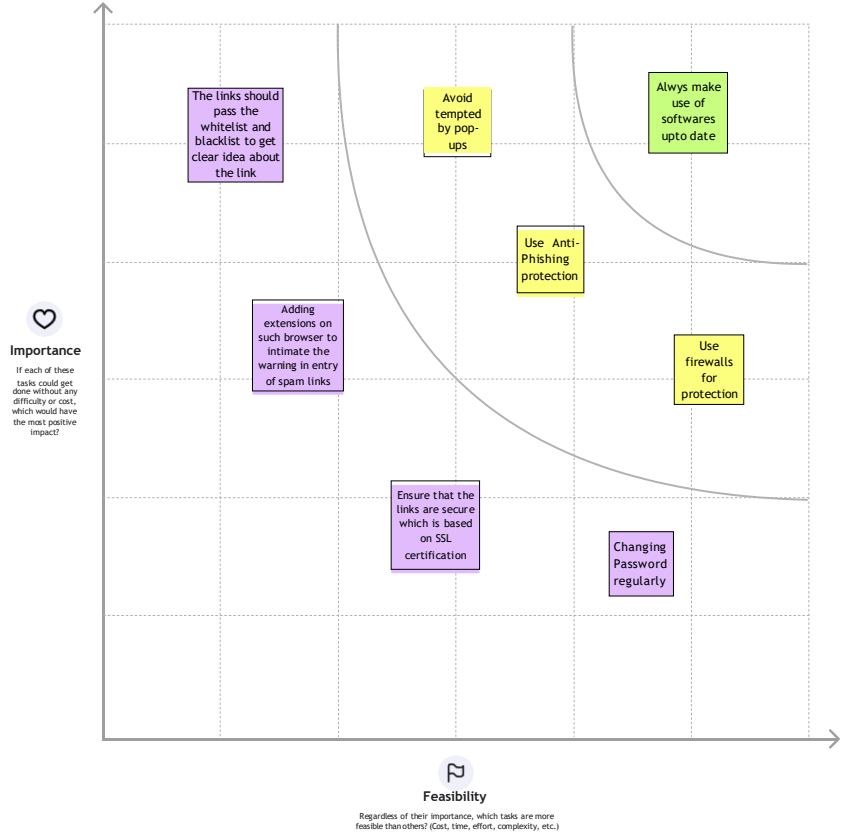 The links should
pass the
whitelist and
blacklist to get
clear idea about
the link
Avoid
tempted
by pop-
ups
Alwys make
use of
softwares
upto date
Use Anti-
Phishing
protection
Adding
extensions on
such browser to
intimate the
warning in entry
of spam links
Use
firewalls
for
protection
Importance
If each of these
tasks could get
done without any
difficulty or cost,
which would have
the most positive
impact?
Ensure that the
links are secure
which is based
on SSL
certification
Changing
Password
regularly
Feasibility
Regardless of their importance, which tasks are more
feasible than others? (Cost, time, effort, complexity, etc.)